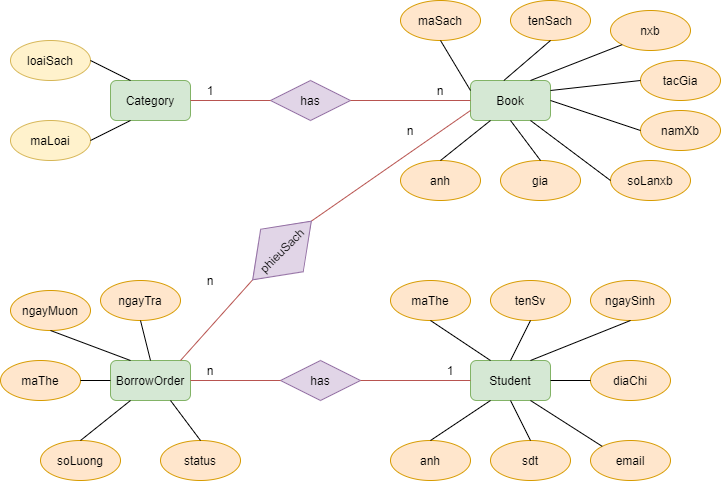 maSach
tenSach
nxb
loaiSach
tacGia
Category
1
has
n
Book
n
namXb
maLoai
anh
gia
soLanxb
phieuSach
n
ngayMuon
ngayTra
maThe
tenSv
ngaySinh
maThe
BorrowOrder
n
has
1
Student
diaChi
soLuong
status
anh
sdt
email